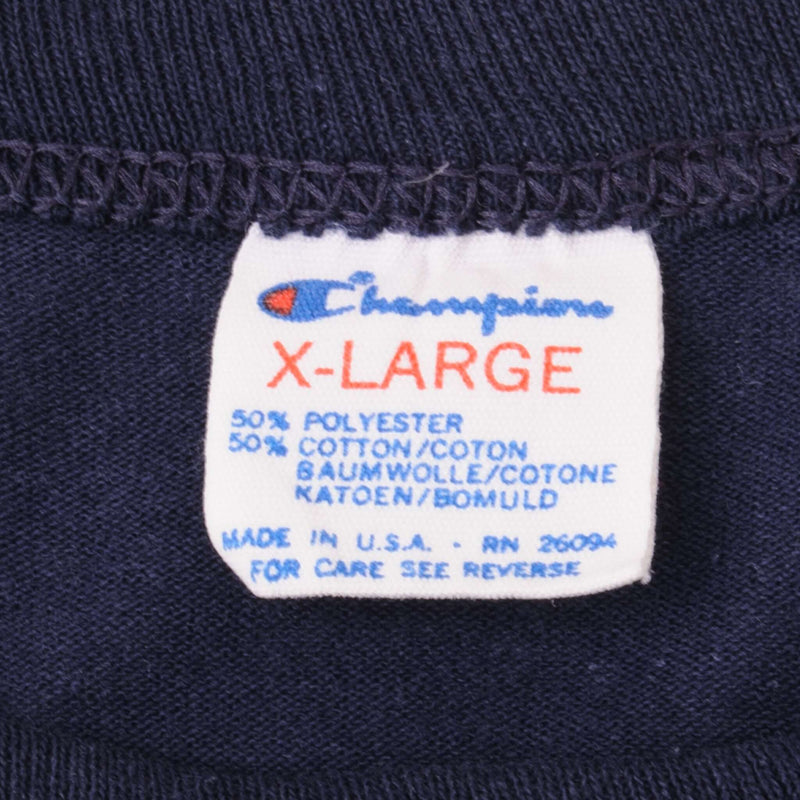 Champion
X-LARGE
50% POLYESTER
50% COTTON/COTON
BAUMWOLLE/COTONE
KATOEN/BOMULD
MADE IN U.S.A. - RN 26094
FOR CARE SEE REVERSE